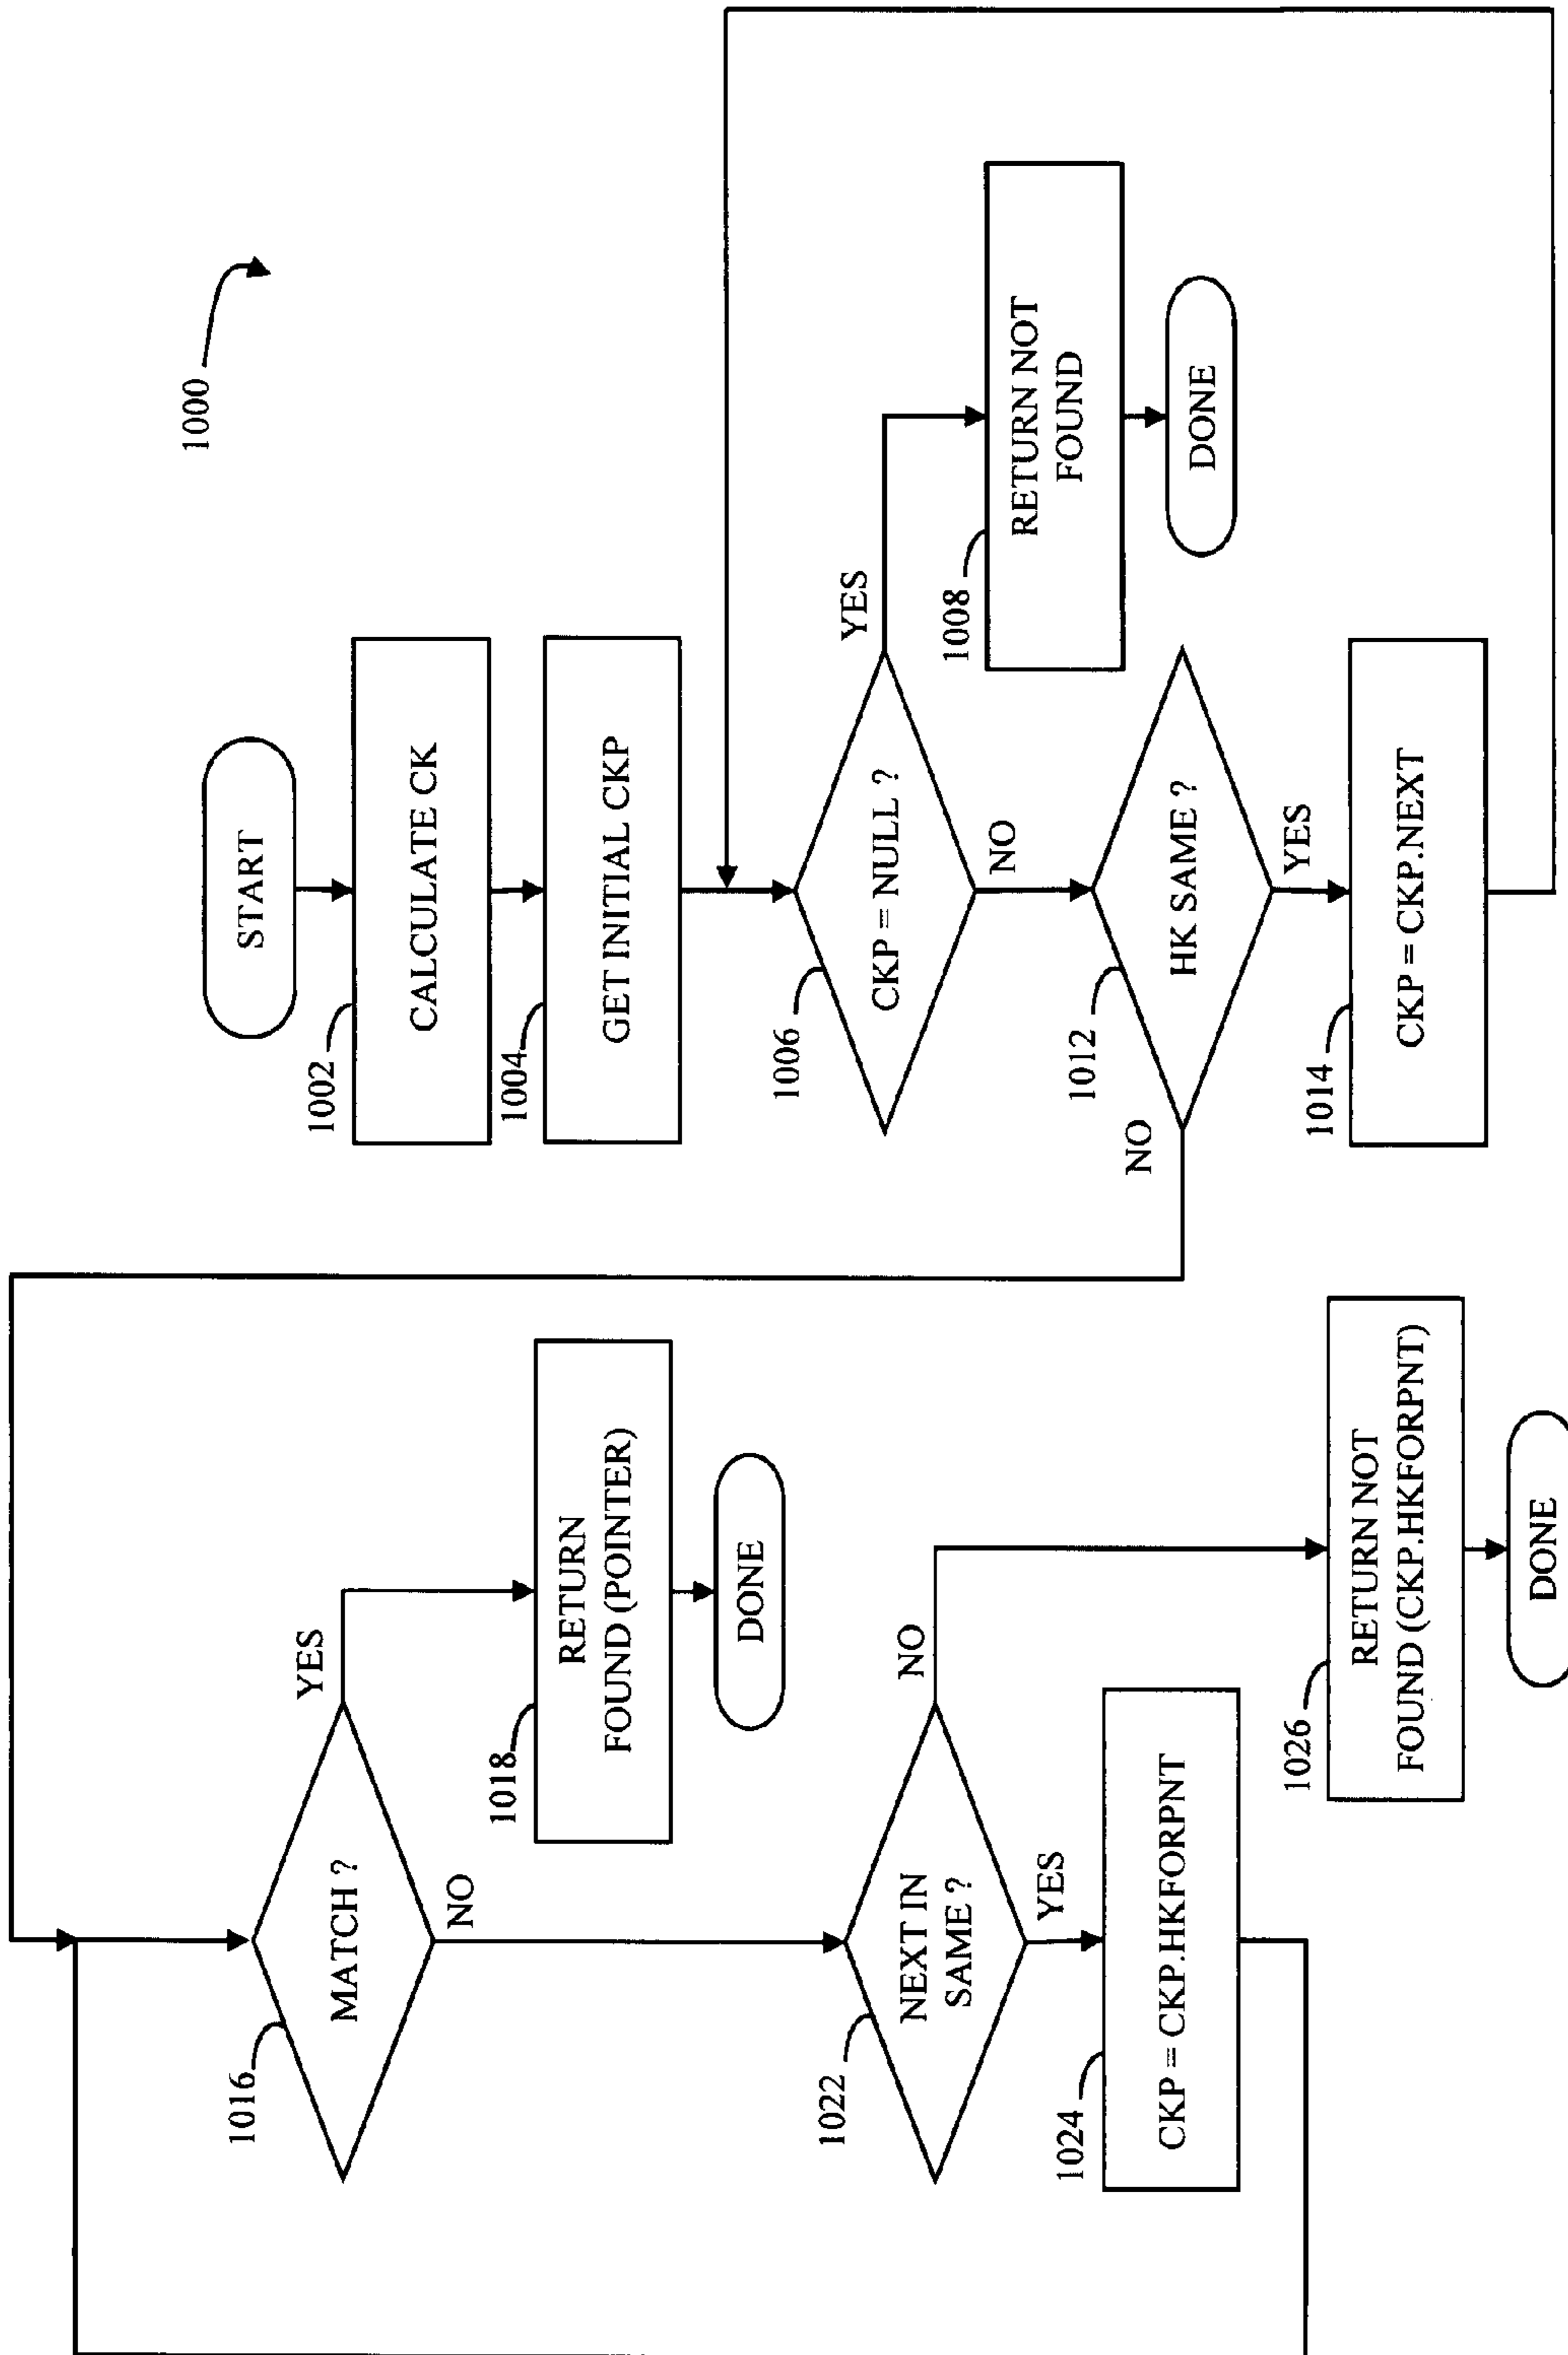 1000
START
1002
CALCULATE CK
1004
GET INITIAL CKP
1006
CKP = NULL ?
YES
NO
1008
RETURN NOT
FOUND
DONE
1012
HK SAME ?
NO
YES
1014
CKP = CKP.NEXT
1016
MATCH ?
YES
NO
1018
RETURN
FOUND (POINTER)
DONE
1022
NEXT IN
SAME ?
NO
YES
1024
CKP = CKP.HKFORPNT
1026
RETURN NOT
FOUND (CKP.HKFORPNT)
DONE